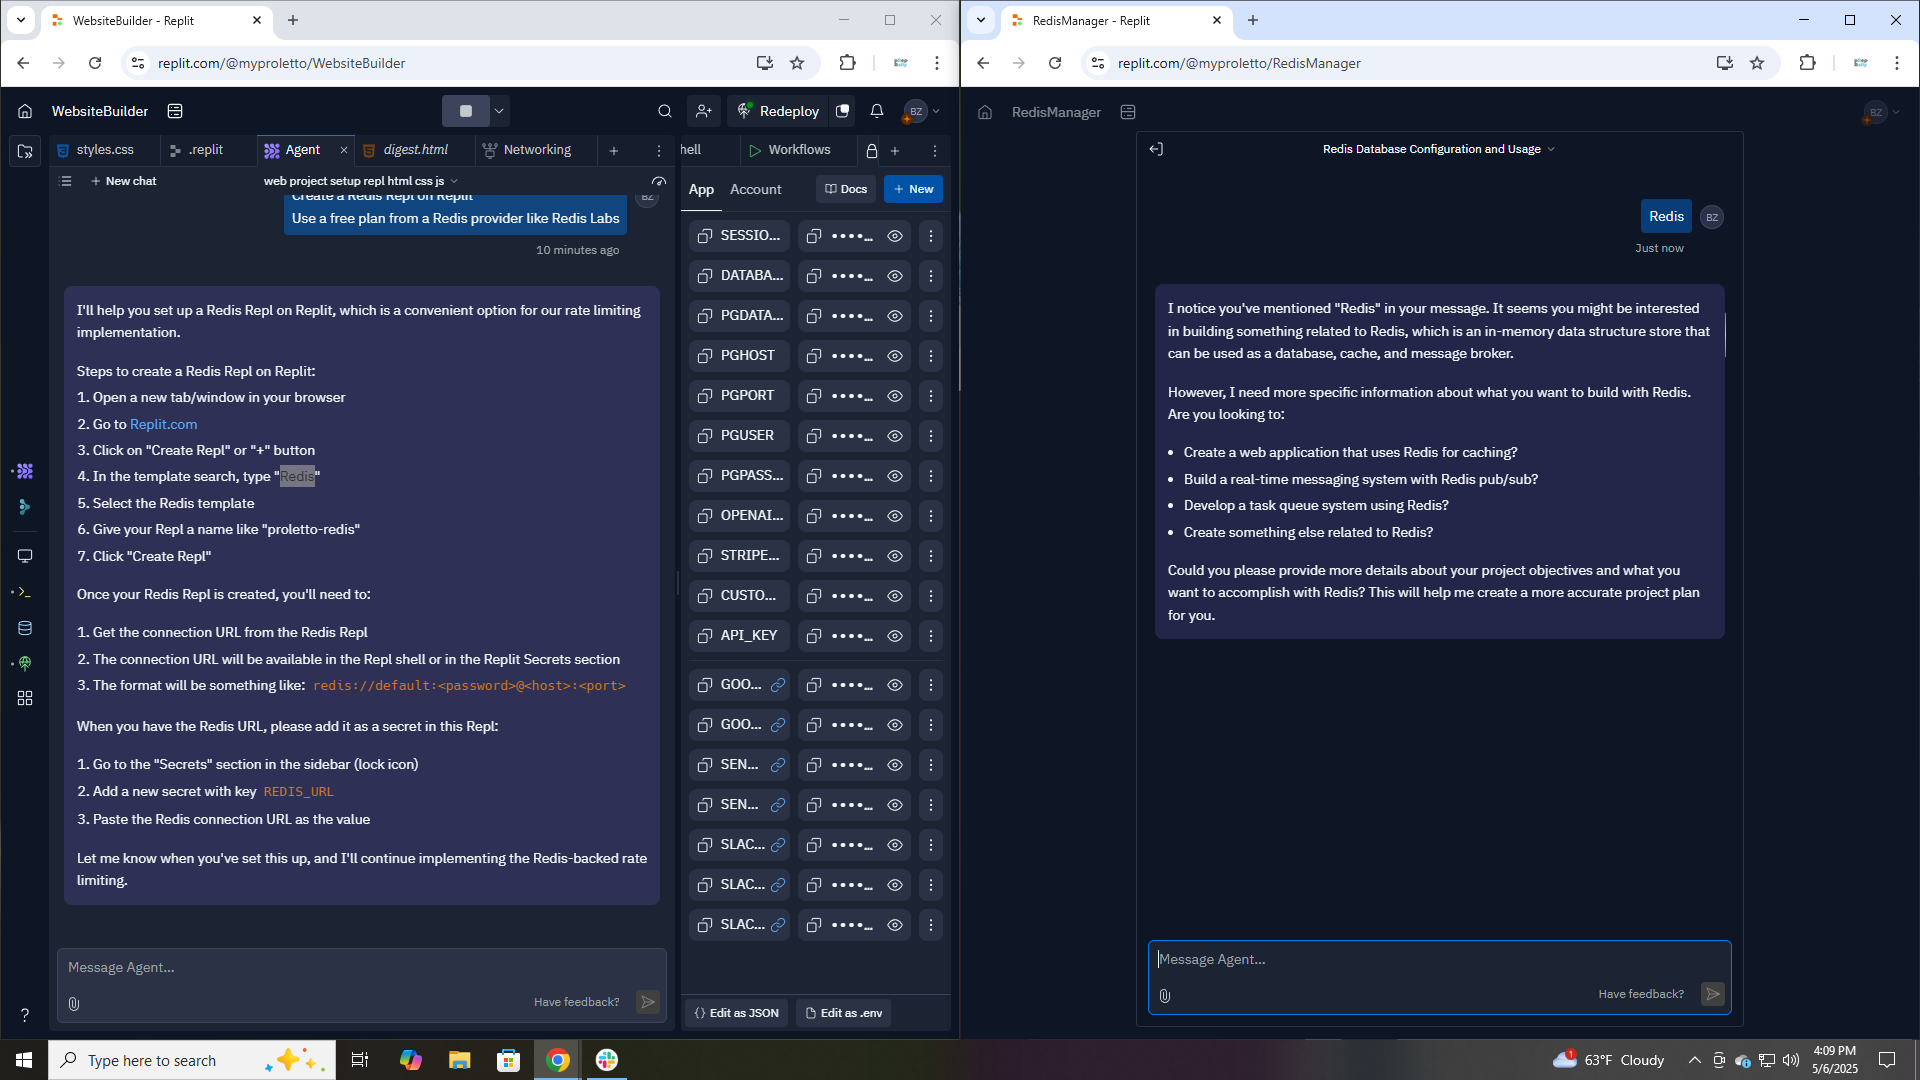 WebsiteBuilder - Replit
replit.com/@myproletto/WebsiteBuilder
WebsiteBuilder
Redeploy
BZ
styles.css
.replit
Agent
digest.html
Networking
hell
Workflows
New chat
web project setup repl html css js
App
Account
Docs
New
Create a Redis Repl on Replit
Use a free plan from a Redis provider like Redis Labs
BZ
10 minutes ago
I'll help you set up a Redis Repl on Replit, which is a convenient option for our rate limiting
implementation.
Steps to create a Redis Repl on Replit:
1. Open a new tab/window in your browser
2. Go to Replit.com
3. Click on "Create Repl" or "+" button
4. In the template search, type "Redis"
5. Select the Redis template
6. Give your Repl a name like "proletto-redis"
7. Click "Create Repl"
Once your Redis Repl is created, you'll need to:
1. Get the connection URL from the Redis Repl
2. The connection URL will be available in the Repl shell or in the Replit Secrets section
3. The format will be something like: redis://default:<password>@<host>:<port>
When you have the Redis URL, please add it as a secret in this Repl:
1. Go to the "Secrets" section in the sidebar (lock icon)
2. Add a new secret with key REDIS_URL
3. Paste the Redis connection URL as the value
Let me know when you've set this up, and I'll continue implementing the Redis-backed rate
limiting.
Message Agent...
Have feedback?
SESSIO...
DATABA...
PGDATA...
PGHOST
PGPORT
PGUSER
PGPASS...
OPENAI...
STRIPE...
CUSTO...
API_KEY
GOO...
GOO...
SEN...
SEN...
SLAC...
SLAC...
SLAC...
{} Edit as JSON
Edit as .env
RedisManager - Replit
replit.com/@myproletto/RedisManager
RedisManager
BZ
Redis Database Configuration and Usage
Redis
BZ
Just now
I notice you've mentioned "Redis" in your message. It seems you might be interested
in building something related to Redis, which is an in-memory data structure store that
can be used as a database, cache, and message broker.
However, I need more specific information about what you want to build with Redis.
Are you looking to:
• Create a web application that uses Redis for caching?
• Build a real-time messaging system with Redis pub/sub?
• Develop a task queue system using Redis?
• Create something else related to Redis?
Could you please provide more details about your project objectives and what you
want to accomplish with Redis? This will help me create a more accurate project plan
for you.
Message Agent...
Have feedback?
Type here to search
1
63°F Cloudy
4:09 PM
5/6/2025